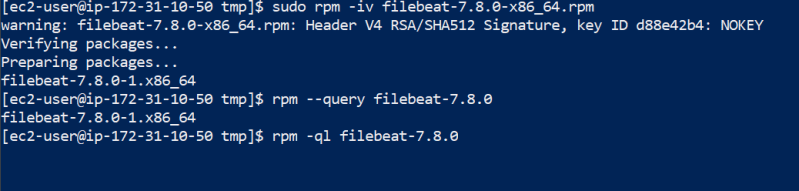 [ec2-user@ip-172-31-10-50 tmp]$ sudo rpm -iv filebeat-7.8.0-x86_64.rpm
warning: filebeat-7.8.0-x86_64.rpm: Header V4 RSA/SHA512 Signature, key ID d88e42b4: NOKEY
Verifying packages...
Preparing packages...
filebeat-7.8.0-1.x86_64
[ec2-user@ip-172-31-10-50 tmp]$ rpm --query filebeat-7.8.0
filebeat-7.8.0-1.x86_64
[ec2-user@ip-172-31-10-50 tmp]$ rpm -ql filebeat-7.8.0